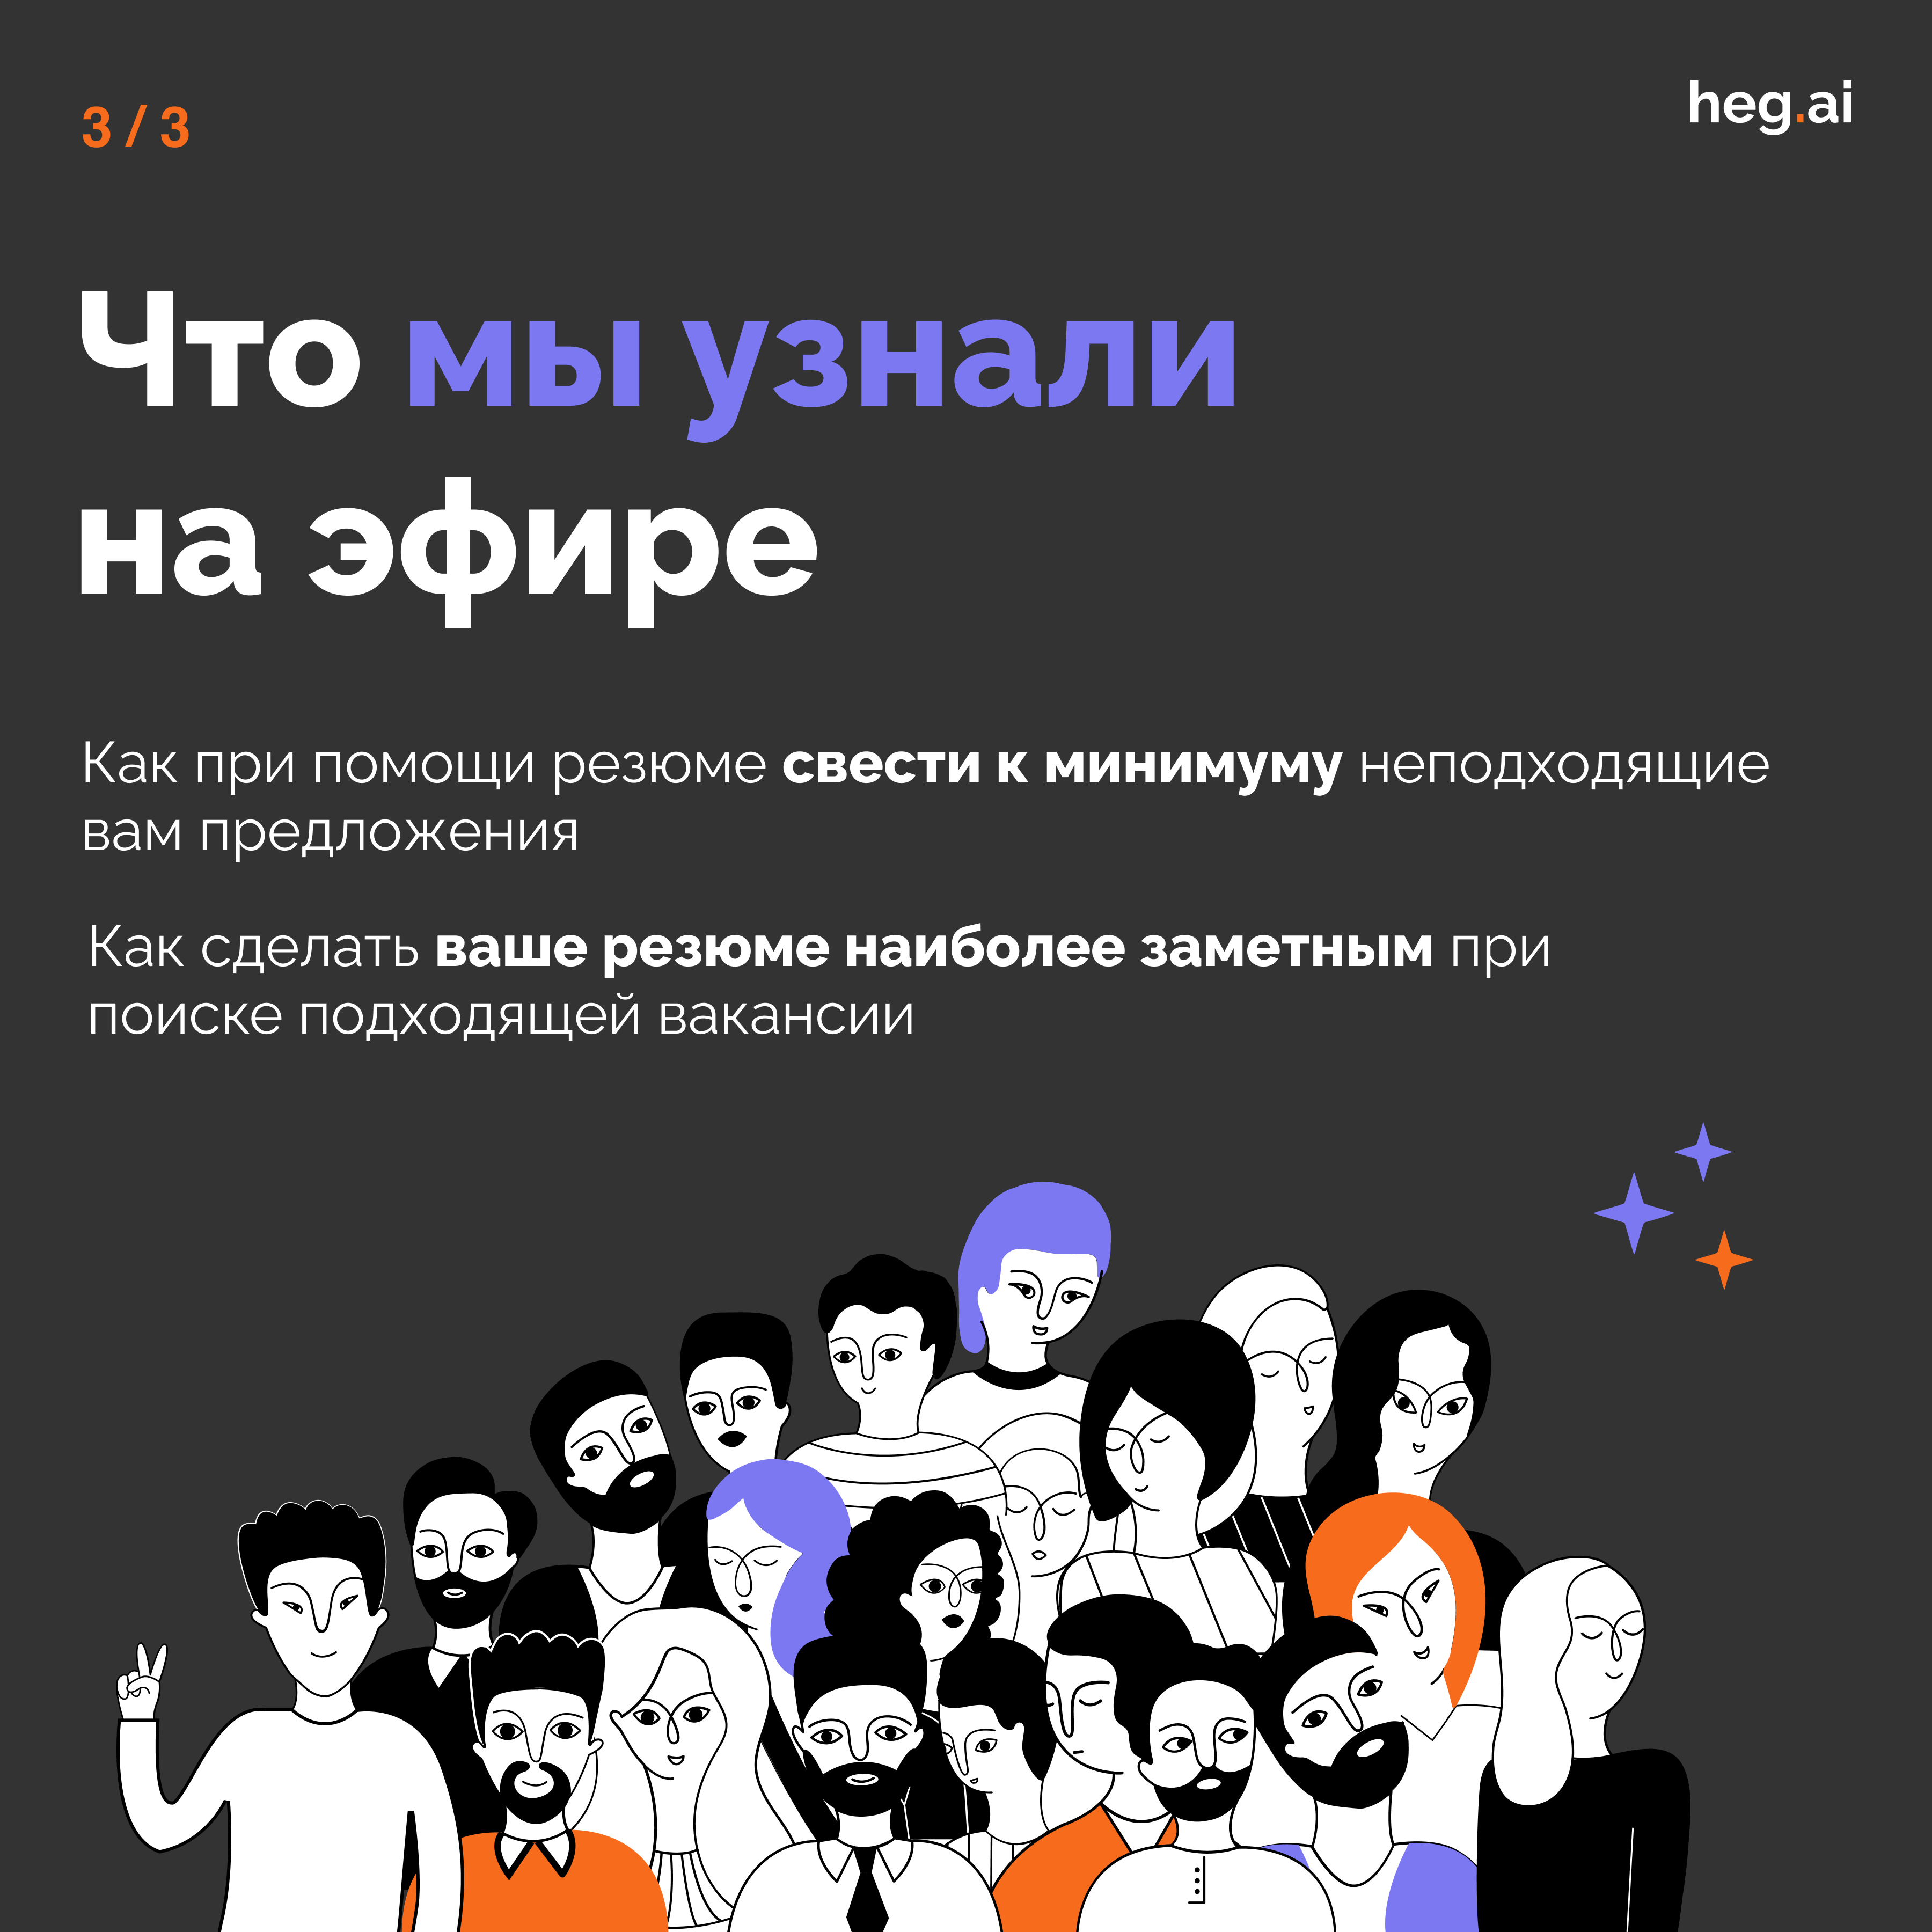 3/3
heg.ai
Что мы узнали
на эфире
Как при помощи резюме свести к минимуму неподходящие
вам предложения
Как сделать ваше резюме наиболее заметным при
поиске подходящей вакансии